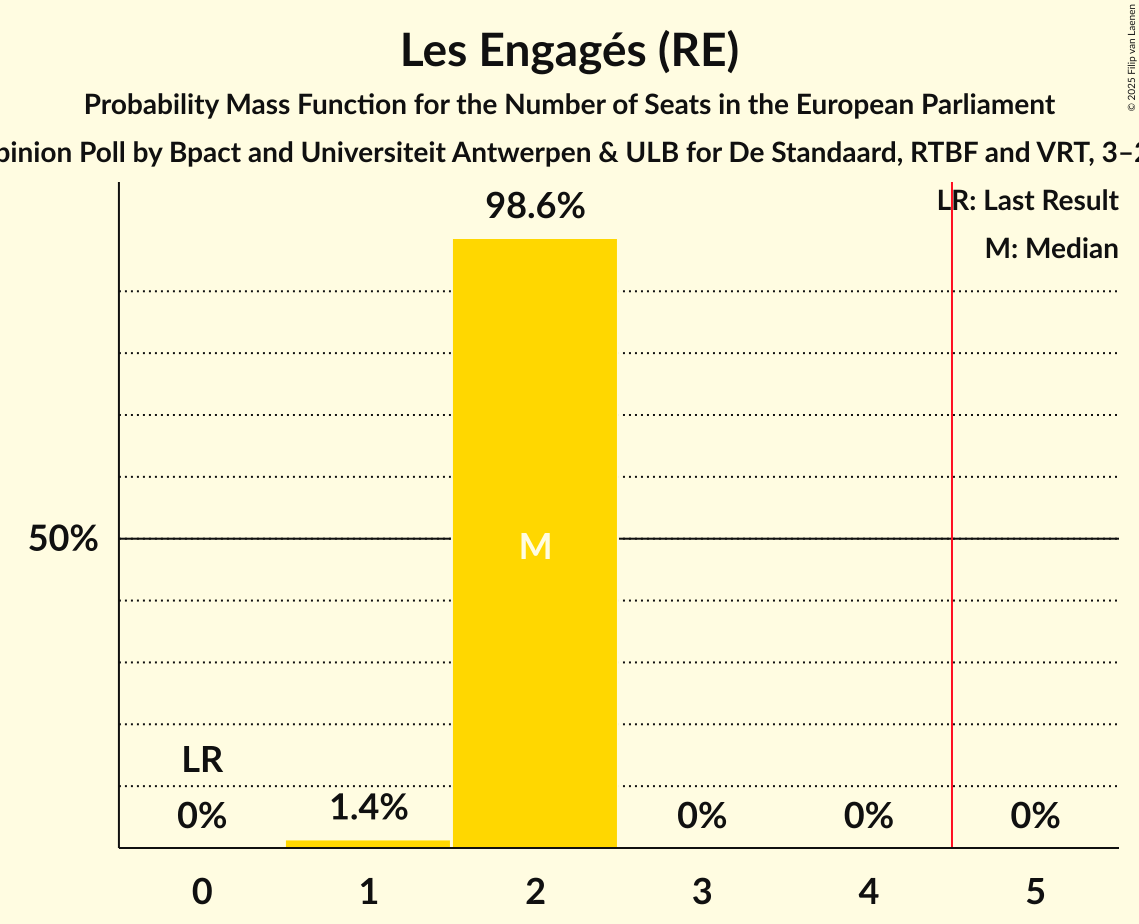 Les Engagés (RE)
Probability Mass Function for the Number of Seats in the European Parliament
pinion Poll by Bpact and Universiteit Antwerpen & ULB for De Standaard, RTBF and VRT, 3–2
© 2025 Filip van Laenen
LR: Last Result
M: Median
98.6%
50%
M
LR
0%
1.4%
0%
0%
0%
0
1
2
3
4
5